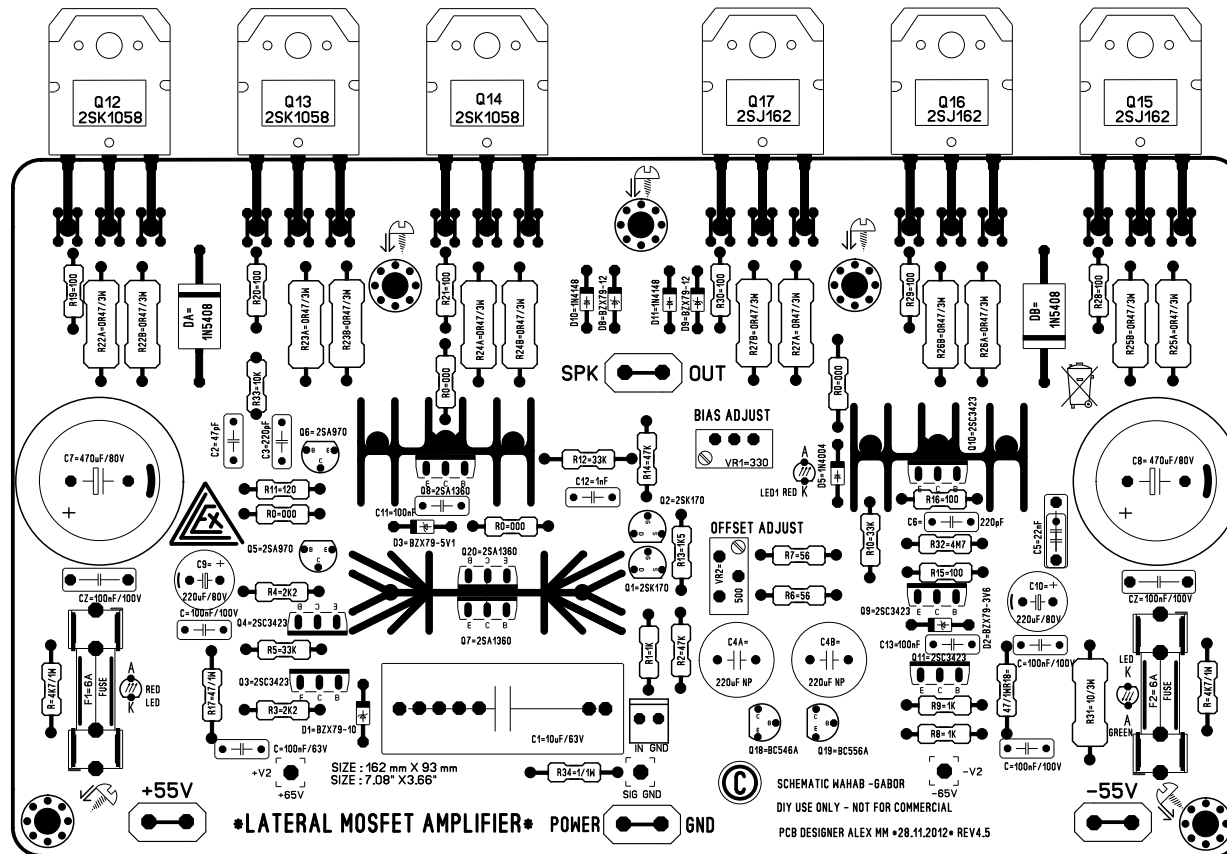 Q12
2SK1058
Q13
2SK1058
Q14
2SK1058
Q17
2SJ162
Q16
2SJ162
Q15
2SJ162
R19=100
R22A=0R47/3W
R22B=0R47/3W
DA=
1N5408
R20=100
R23A=0R47/3W
R23B=0R47/3W
R21=100
R24A=0R47/3W
R24B=0R47/3W
D10=1N4148
D8=BZX79-12
D11=1N4148
D9=BZX79-12
R30=100
R27B=0R47/3W
R27A=0R47/3W
R29=100
R26B=0R47/3W
R26A=0R47/3W
DB=
1N5408
R28=100
R25B=0R47/3W
R25A=0R47/3W
R33=10K
R0=000
SPK
OUT
R0=000
C7=470uF/80V
+
C2=47pF
C3=220pF
Q6=2SA970
B
E
C
R11=120
R0=000
E C B
Q8=2SA1360
C11=100nF
D3=BZX79-5V1
R0=000
R12=33K
C12=1nF
R14=47K
BIAS ADJUST
VR1=330
A
LED1 RED
K
D5=1N4004
Q10=2SC3423
E C B
R16=100
C6=
220pF
R32=4M7
R15=100
R10=33K
C5=22nF
C8=470uF/80V
+
Ex
Q5=2SA970
B
E
C
Q20=2SA1360
B C E
E C B
Q7=2SA1360
Q2=2SK170
G
D
S
G
D
S
Q1=2SK170
R13=1K5
OFFSET ADJUST
VR2=
500
R7=56
R6=56
Q9=2SC3423
E C B
D2=BZX79-3V6
C13=100nF
CZ=100nF/100V
C9=
+
220uF/80V
C=100nF/100V
R4=2K2
Q4=2SC3423
E C B
R5=33K
C10=
+
220uF/80V
C=100nF/100V
CZ=100nF/100V
R=4K7/1W
F1=6A
FUSE
A
RED
LED
K
R17=47/1W
Q3=2SC3423
E C B
R3=2K2
D1=BZX79-10
C=100nF/63V
C1=10uF/63V
R1=1K
R2=47K
C4A=
220uF NP
C4B=
220uF NP
Q11=2SC3423
E C B
R9=1K
R8=1K
47/1WR18=
R31=10/3W
LED
K
A
GREEN
F2=6A
FUSE
R=4K7/1W
IN GND
C
E
B
Q18=BC546A
C
E
B
Q19=BC556A
C=100nF/100V
+V2
+65V
SIZE : 162 mm X 93 mm
SIZE : 7.08" X3.66"
R34=1/1W
SIG GND
C
SCHEMATIC WAHAB -GABOR
-V2
-65V
DIY USE ONLY - NOT FOR COMMERCIAL
PCB DESIGNER ALEX MM *28.11.2012* REV4.5
+55V
*LATERAL MOSFET AMPLIFIER*
POWER
GND
-55V